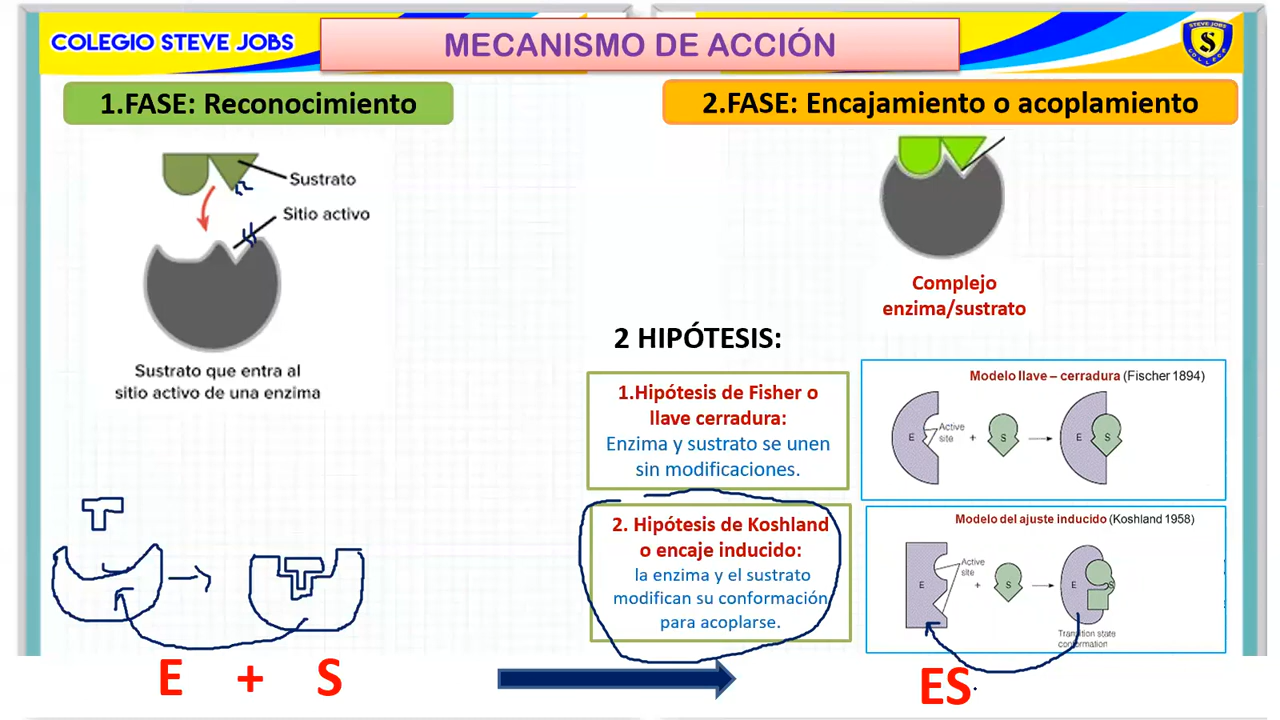 COLEGIO STEVE JOBS
MECANISMO DE ACCIÓN
STEVE JOBS
S
COLLEGE
1.FASE: Reconocimiento
2.FASE: Encajamiento o acoplamiento
Sustrato
Sitio activo
Sustrato que entra al
sitio activo de una enzima
Complejo
enzima/sustrato
2 HIPÓTESIS:
1.Hipótesis de Fisher o
llave cerradura:
Enzima y sustrato se unen
sin modificaciones.
Modelo llave – cerradura (Fischer 1894)
E
Active
site
+
S
E
S
2. Hipótesis de Koshland
o encaje inducido:
la enzima y el sustrato
modifican su conformación
para acoplarse.
Modelo del ajuste inducido (Koshland 1958)
E
Active
site
+
S
E
S
Transition state
conformation
E + S
ES